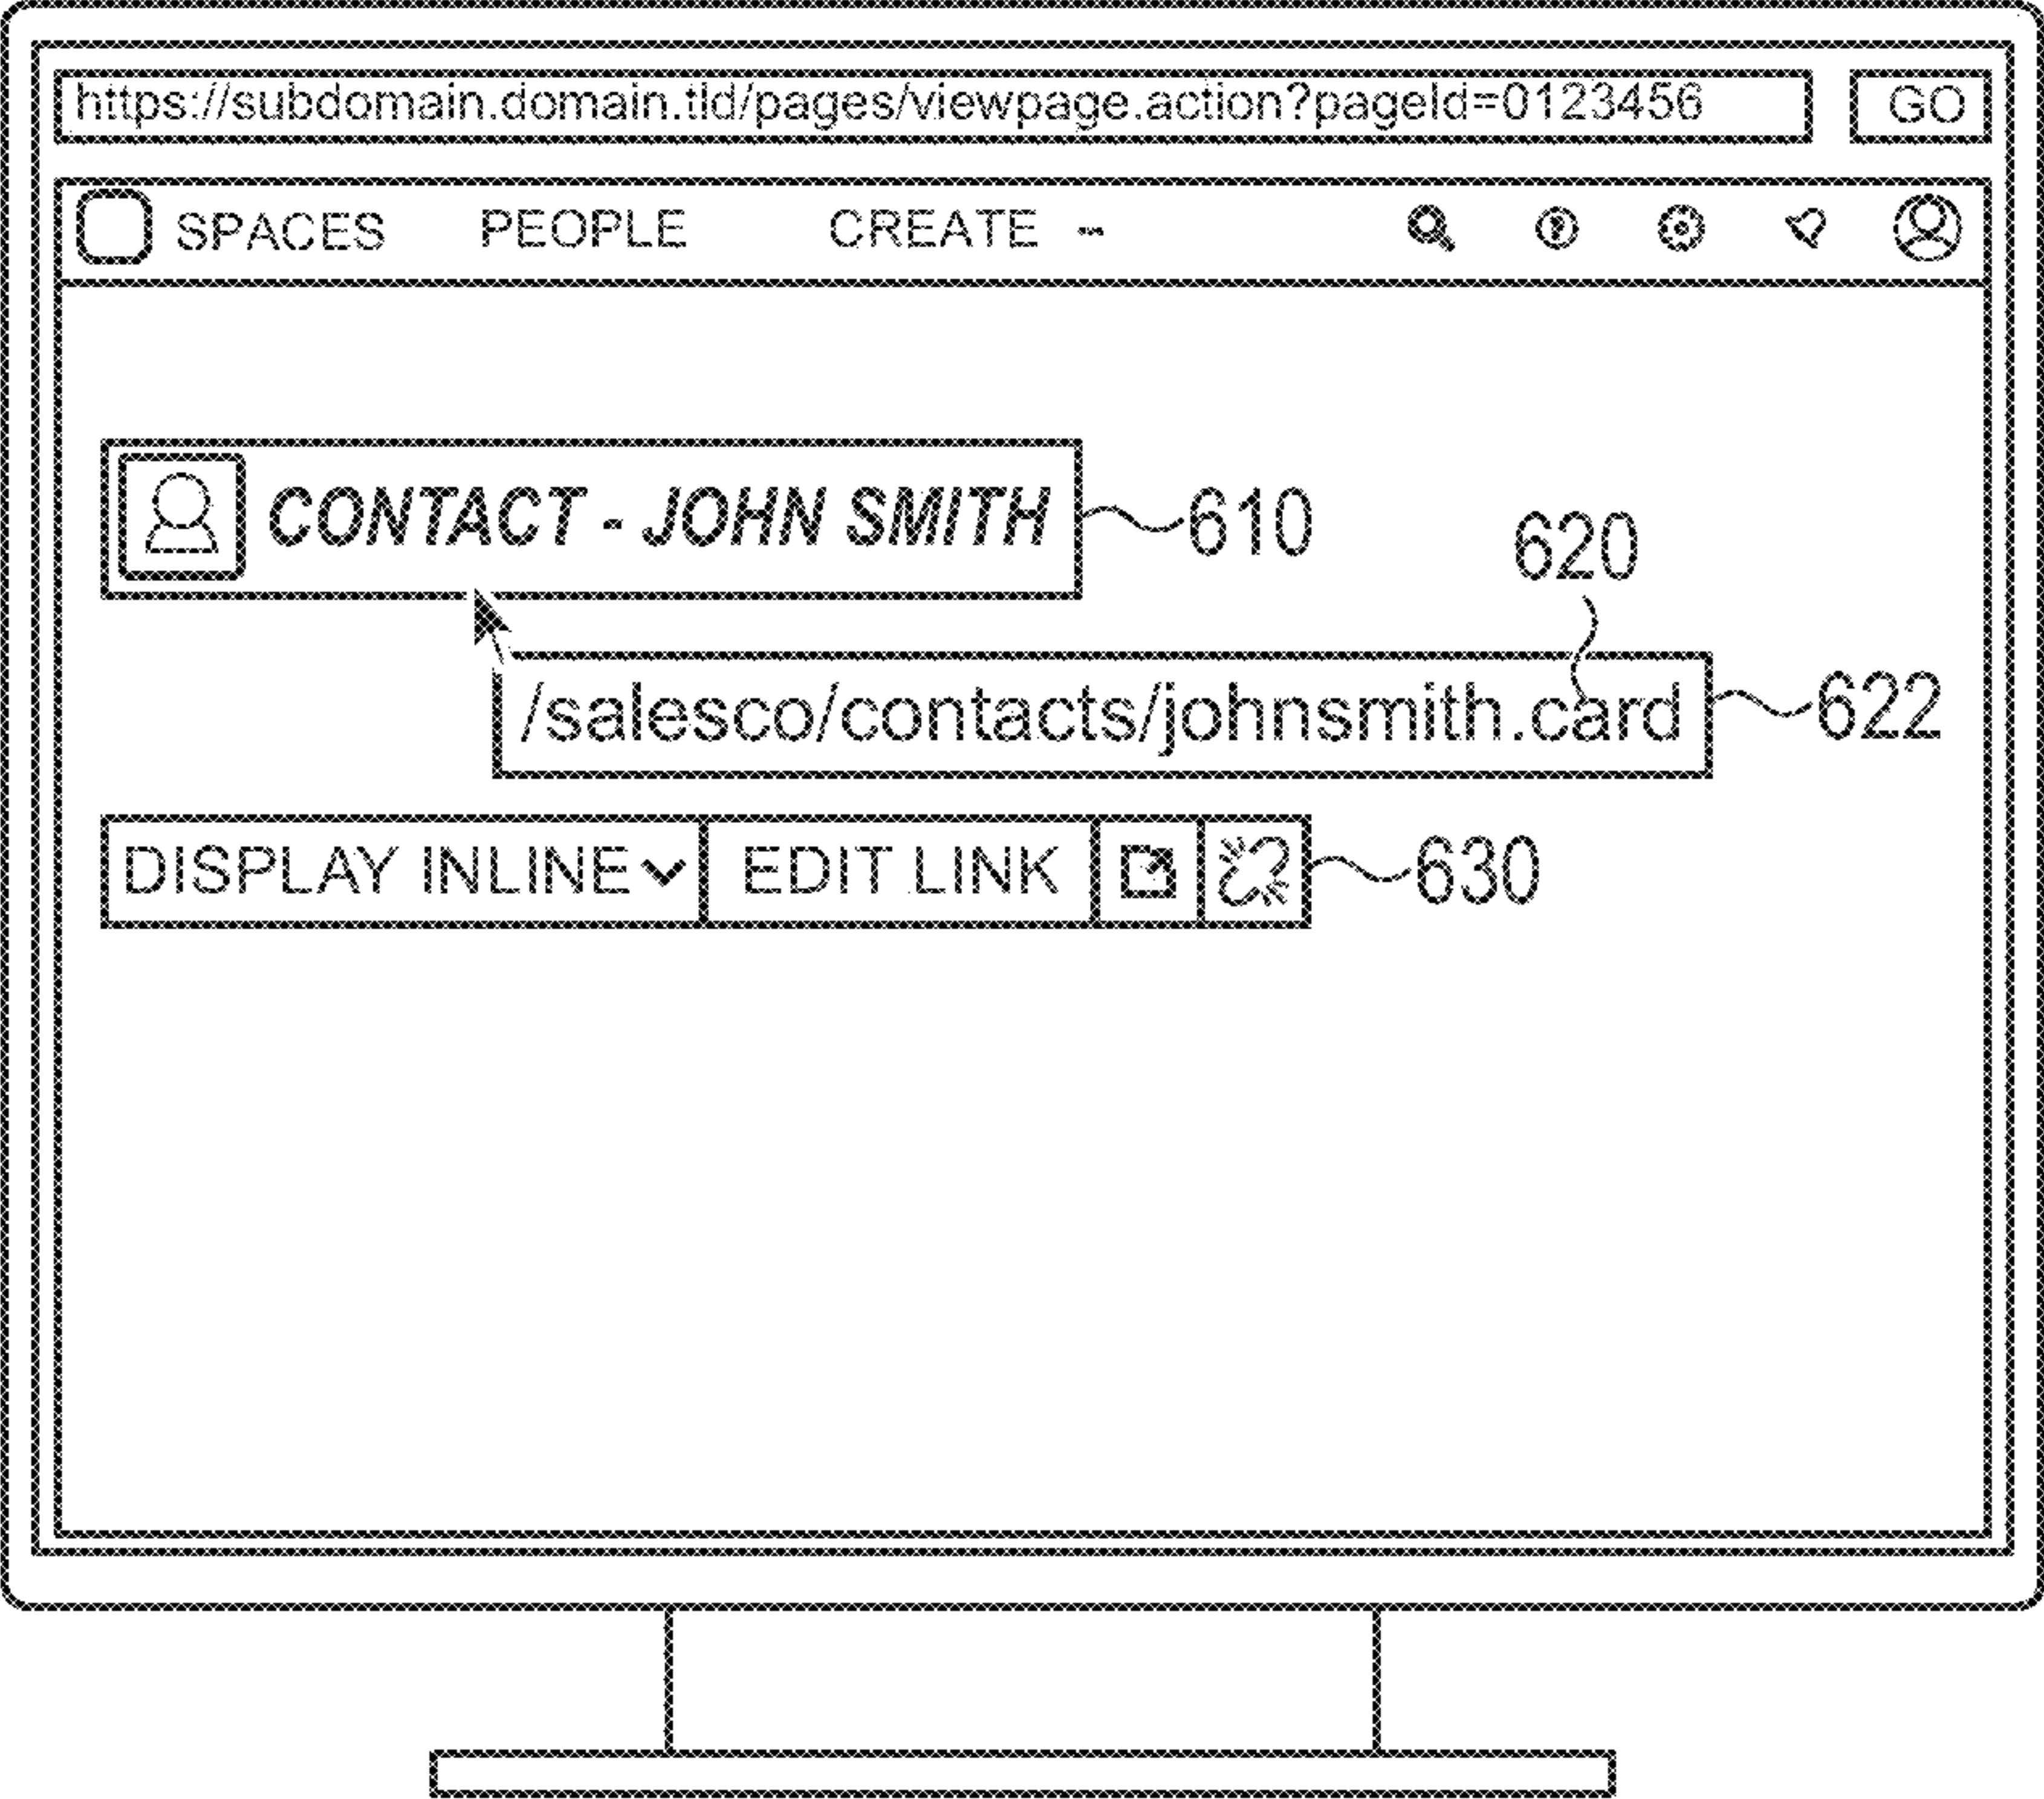 https://subdomain.domain.tld/pages/viewpage.action?pageId=0123456 GO
SPACES PEOPLE CREATE
CONTACT - JOHN SMITH 610
620
/salesco/contacts/johnsmith.card 622
DISPLAY INLINE EDIT LINK 630